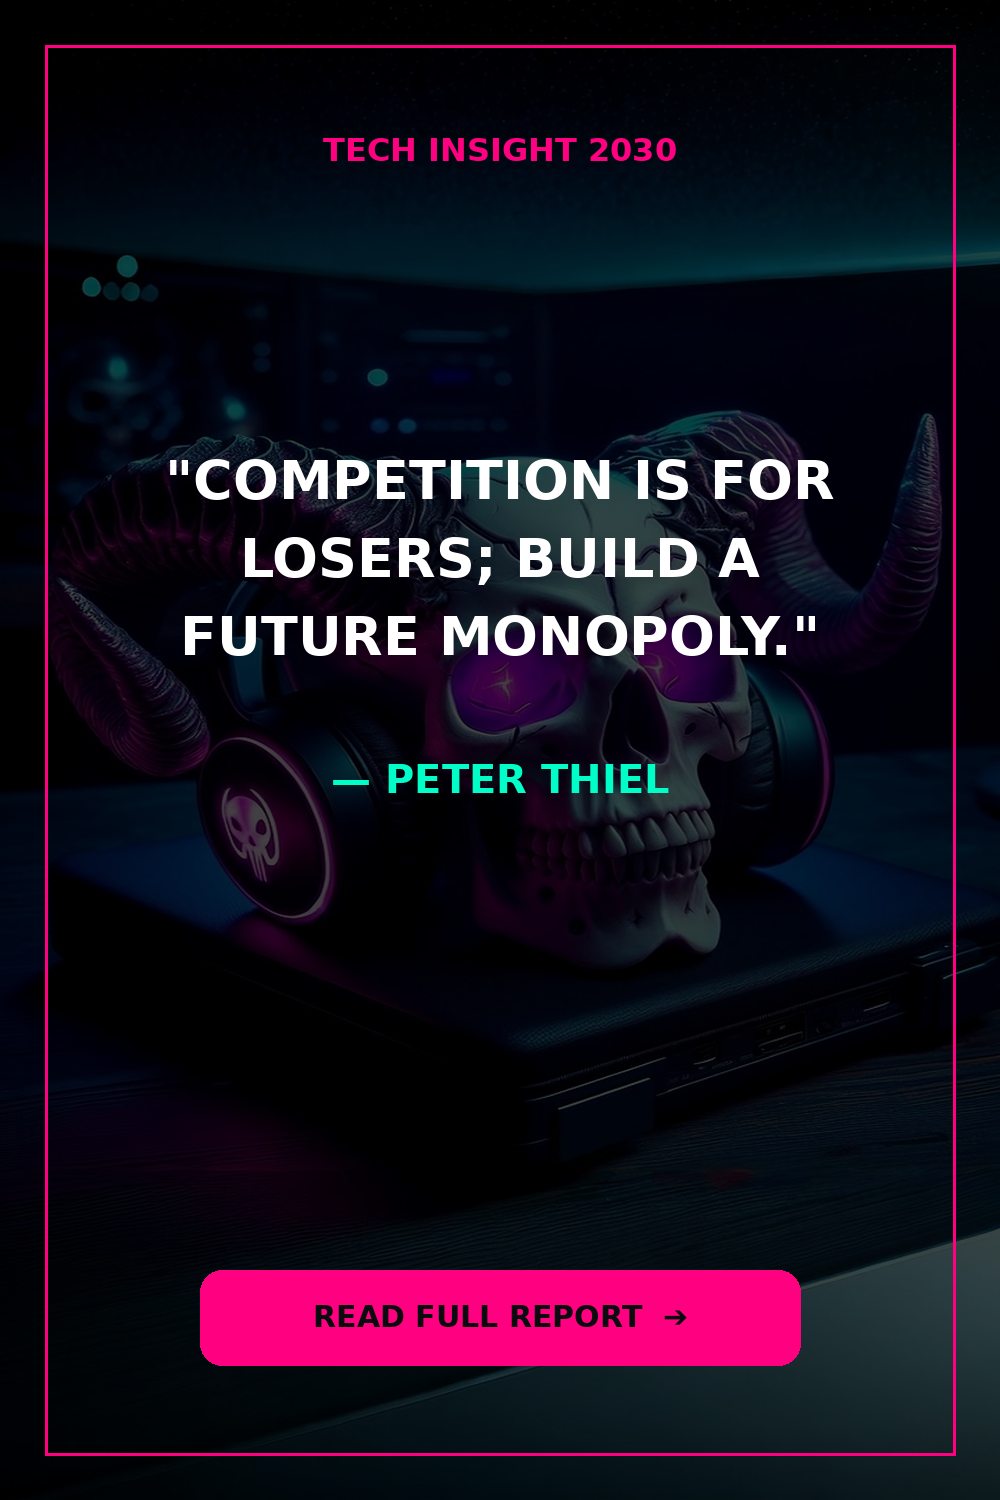 TECH INSIGHT 2030
"COMPETITION IS FOR
LOSERS; BUILD A
FUTURE MONOPOLY."
— PETER THIEL
READ FULL REPORT ➔